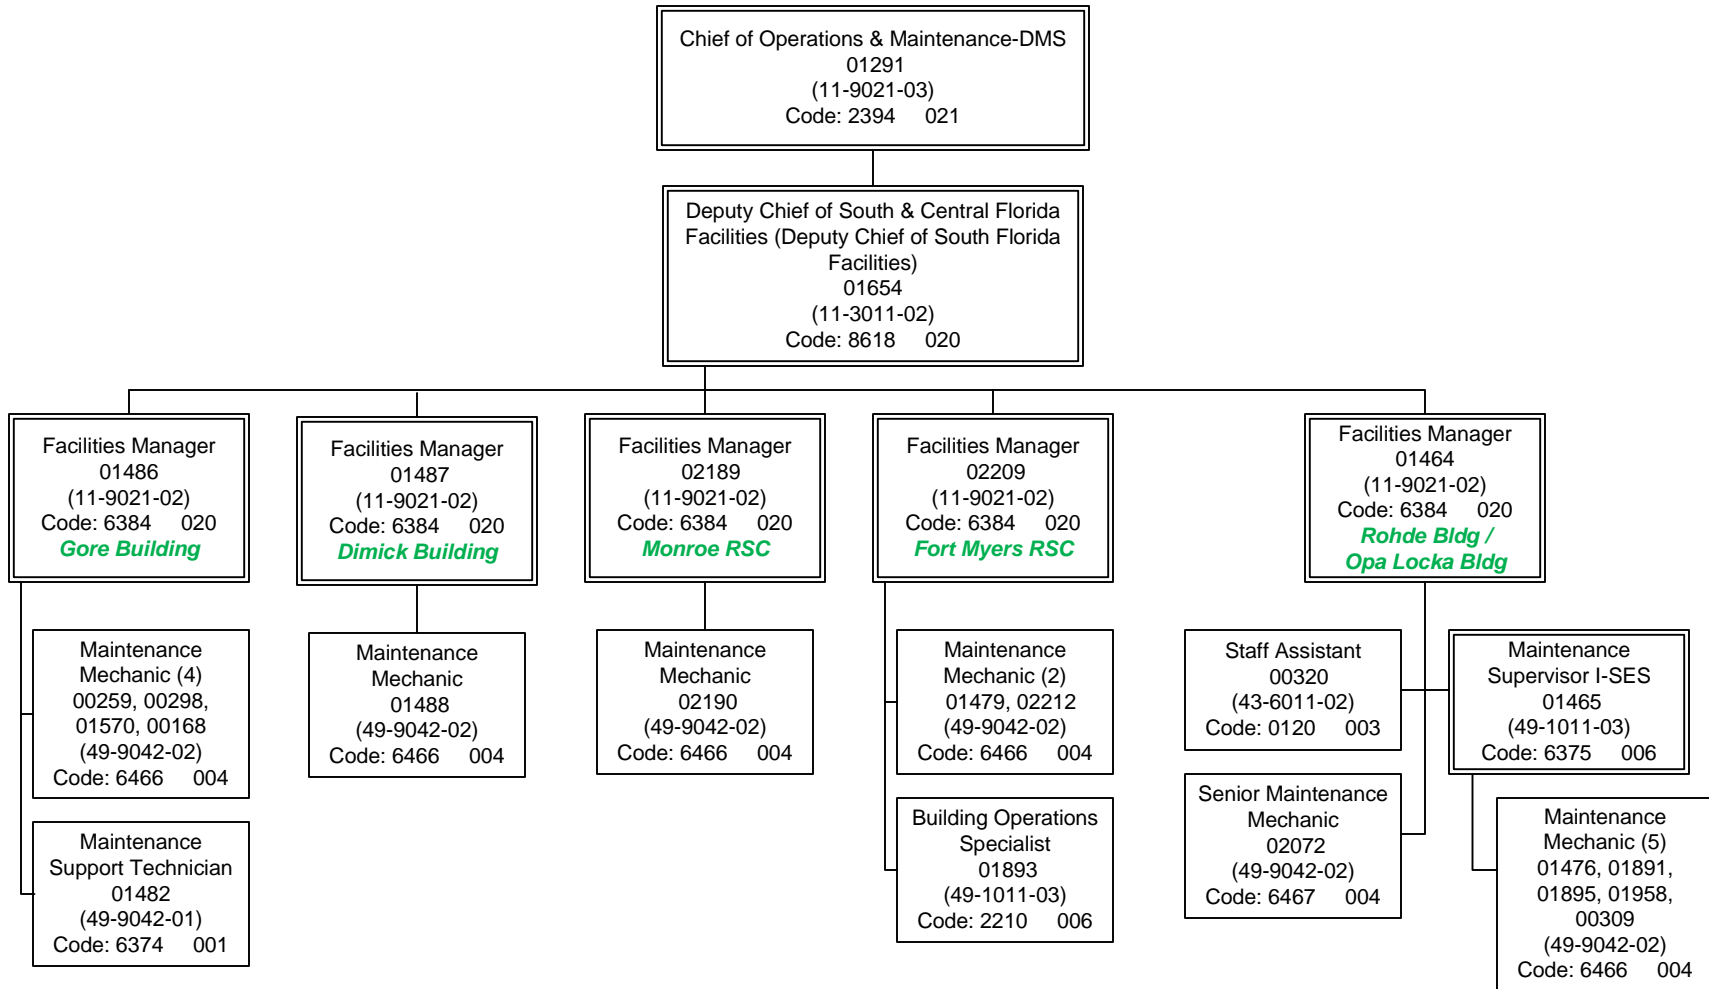 Chief of Operations & Maintenance-DMS
01291
(11-9021-03)
Code: 2394 021
Deputy Chief of South & Central Florida
Facilities (Deputy Chief of South Florida
Facilities)
01654
(11-3011-02)
Code: 8618 020
Facilities Manager
01486
(11-9021-02)
Code: 6384 020
Gore Building
Facilities Manager
01487
(11-9021-02)
Code: 6384 020
Dimick Building
Facilities Manager
02189
(11-9021-02)
Code: 6384 020
Monroe RSC
Facilities Manager
02209
(11-9021-02)
Code: 6384 020
Fort Myers RSC
Facilities Manager
01464
(11-9021-02)
Code: 6384 020
Rohde Bldg /
Opa Locka Bldg
Maintenance
Mechanic (4)
00259, 00298,
01570, 00168
(49-9042-02)
Code: 6466 004
Maintenance
Mechanic
01488
(49-9042-02)
Code: 6466 004
Maintenance
Mechanic
02190
(49-9042-02)
Code: 6466 004
Maintenance
Mechanic (2)
01479, 02212
(49-9042-02)
Code: 6466 004
Staff Assistant
00320
(43-6011-02)
Code: 0120 003
Maintenance
Supervisor I-SES
01465
(49-1011-03)
Code: 6375 006
Maintenance
Support Technician
01482
(49-9042-01)
Code: 6374 001
Building Operations
Specialist
01893
(49-1011-03)
Code: 2210 006
Senior Maintenance
Mechanic
02072
(49-9042-02)
Code: 6467 004
Maintenance
Mechanic (5)
01476, 01891,
01895, 01958,
00309
(49-9042-02)
Code: 6466 004